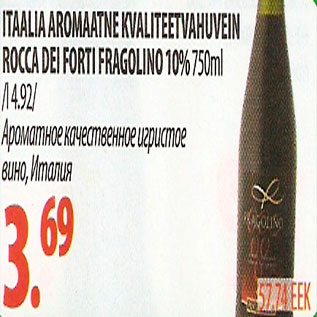 ITAALIA AROMAATNE KVALITEETVAHUVEIN
ROCCA DEI FORTI FRAGOLINO 10% 750ml
/l 4.92/
Ароматное качественное игристое
вино, Италия
3.69
FRAGOLINO
57.74 EEK